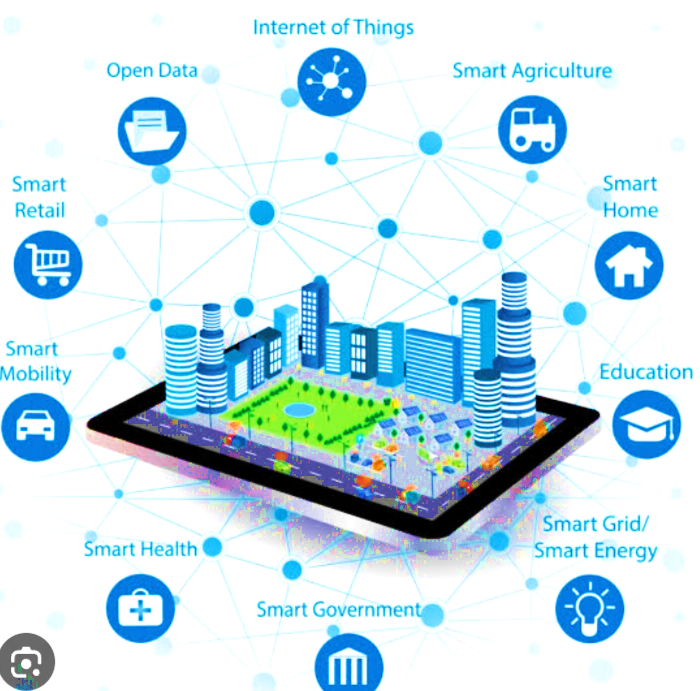 Internet of Things
Open Data
Smart Agriculture
Smart
Retail
Smart
Home
Smart
Mobility
Education
Smart Health
Smart Grid/
Smart Energy
Smart Government